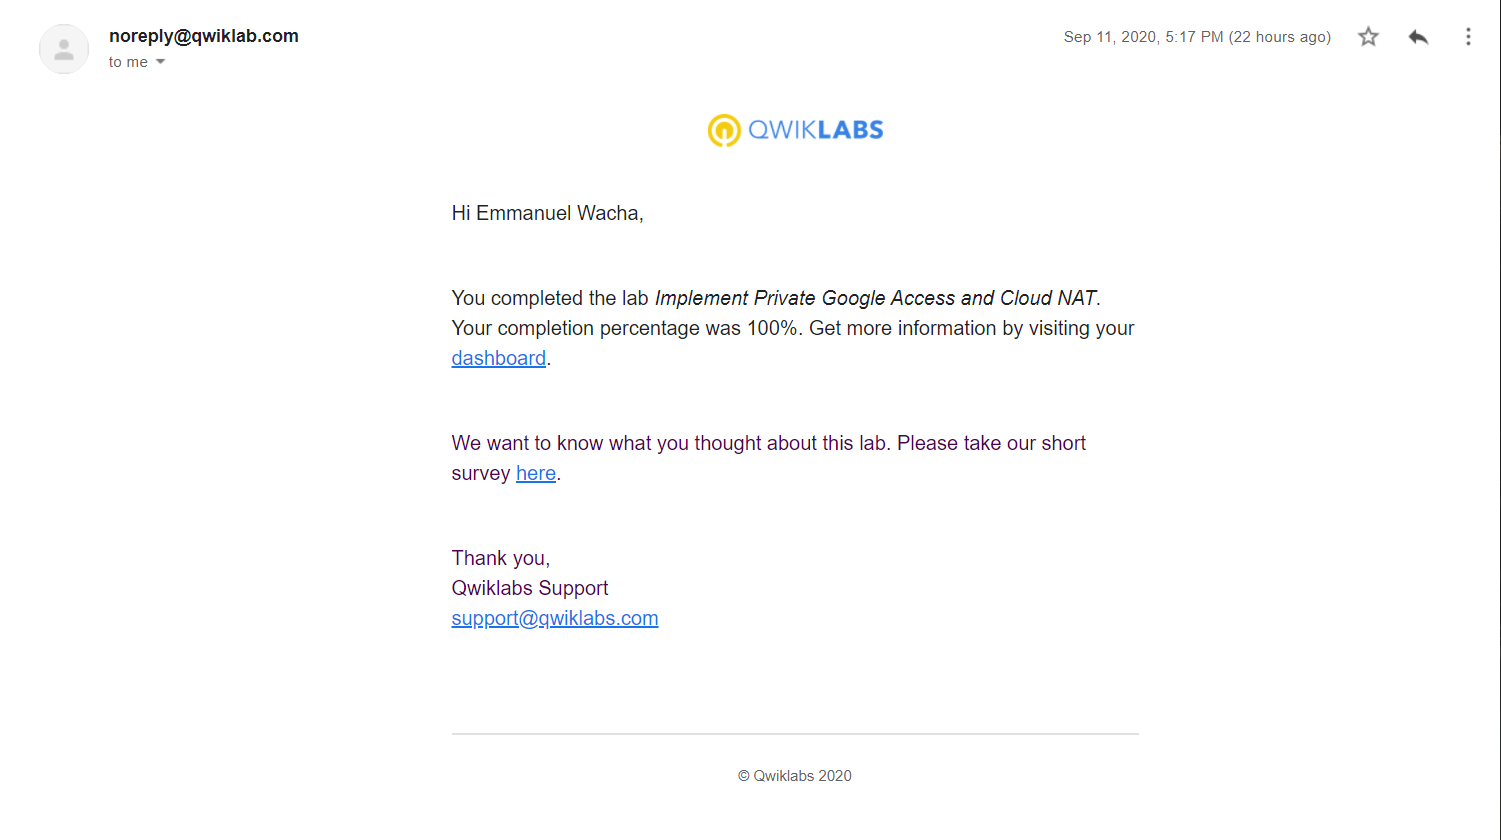 noreply@qwiklab.com
Sep 11, 2020, 5:17 PM (22 hours ago)
to me
QWIKLABS
Hi Emmanuel Wacha,
You completed the lab Implement Private Google Access and Cloud NAT.
Your completion percentage was 100%. Get more information by visiting your
dashboard.
We want to know what you thought about this lab. Please take our short
survey here.
Thank you,
Qwiklabs Support
support@qwiklabs.com
© Qwiklabs 2020